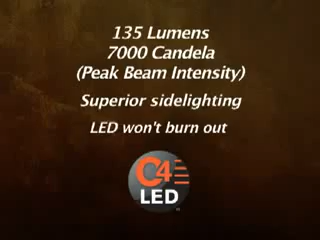 135 Lumens
7000 Candela
(Peak Beam Intensity)
Superior sidelighting
LED won't burn out
C4
LED